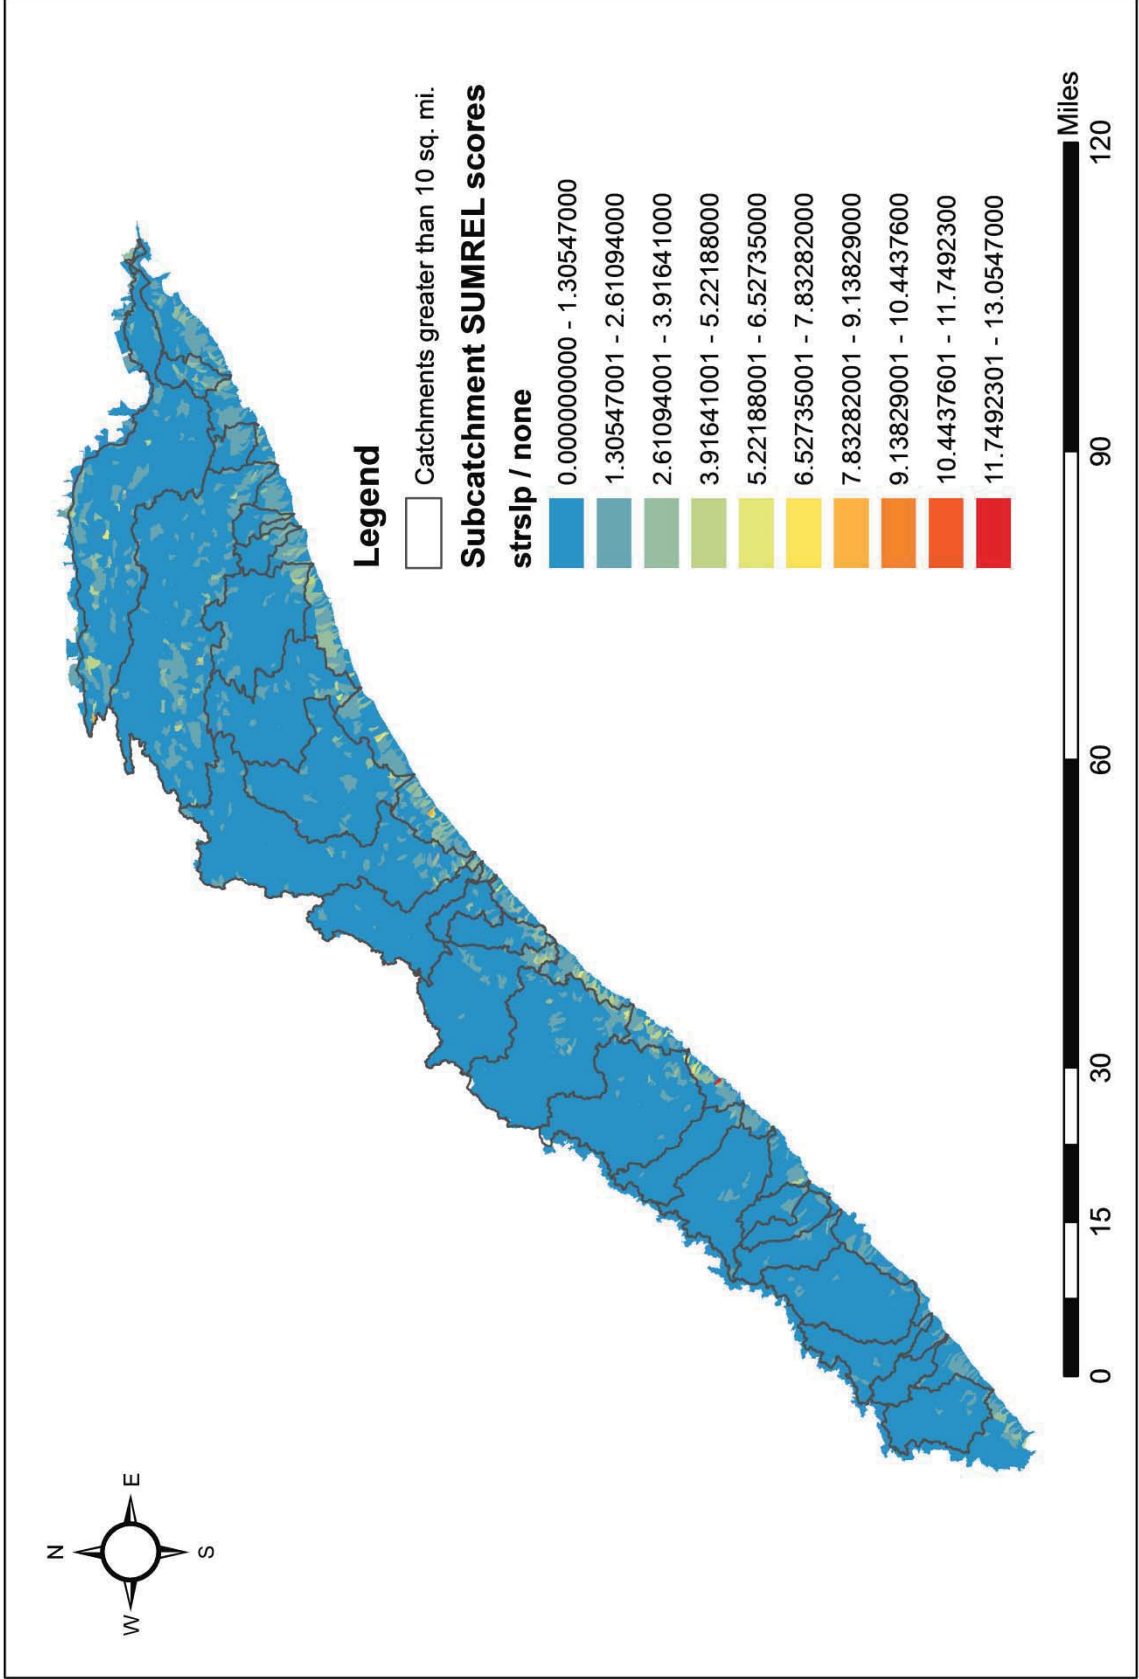 N
W E
S
Legend
Catchments greater than 10 sq. mi.
Subcatchment SUMREL scores
strslp / none
0.000000000 - 1.30547000
1.30547001 - 2.61094000
2.61094001 - 3.91641000
3.91641001 - 5.22188000
5.22188001 - 6.52735000
6.52735001 - 7.83282000
7.83282001 - 9.13829000
9.13829001 - 10.4437600
10.4437601 - 11.7492300
11.7492301 - 13.0547000
Miles
0 15 30 60 90 120